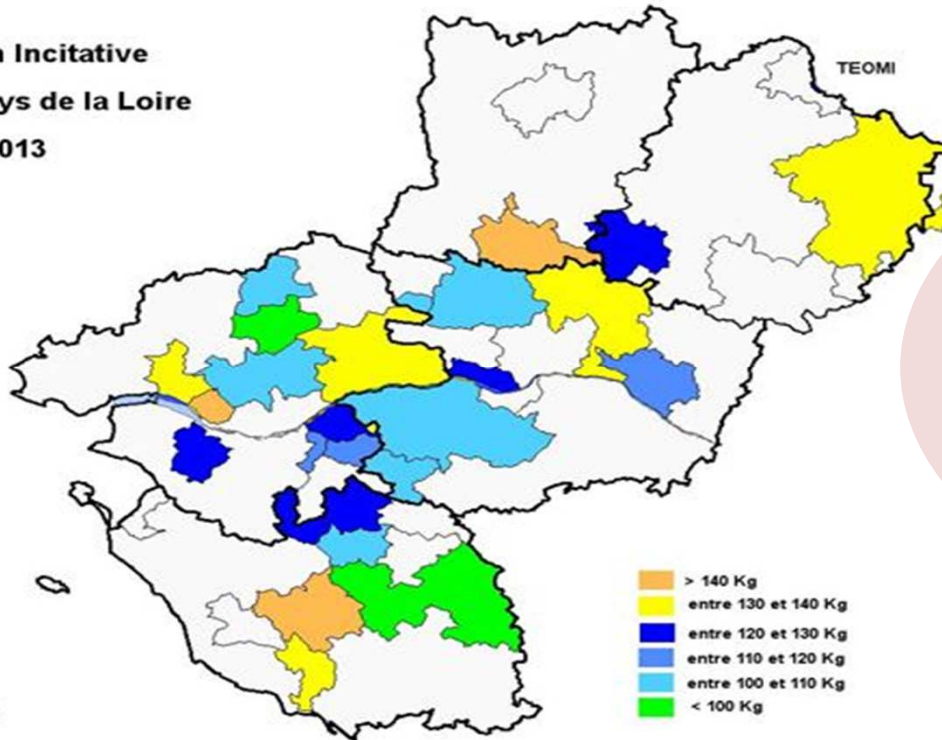 n Incitative
ys de la Loire
013
TEOMI
> 140 Kg
entre 130 et 140 Kg
entre 120 et 130 Kg
entre 110 et 120 Kg
entre 100 et 110 Kg
< 100 Kg